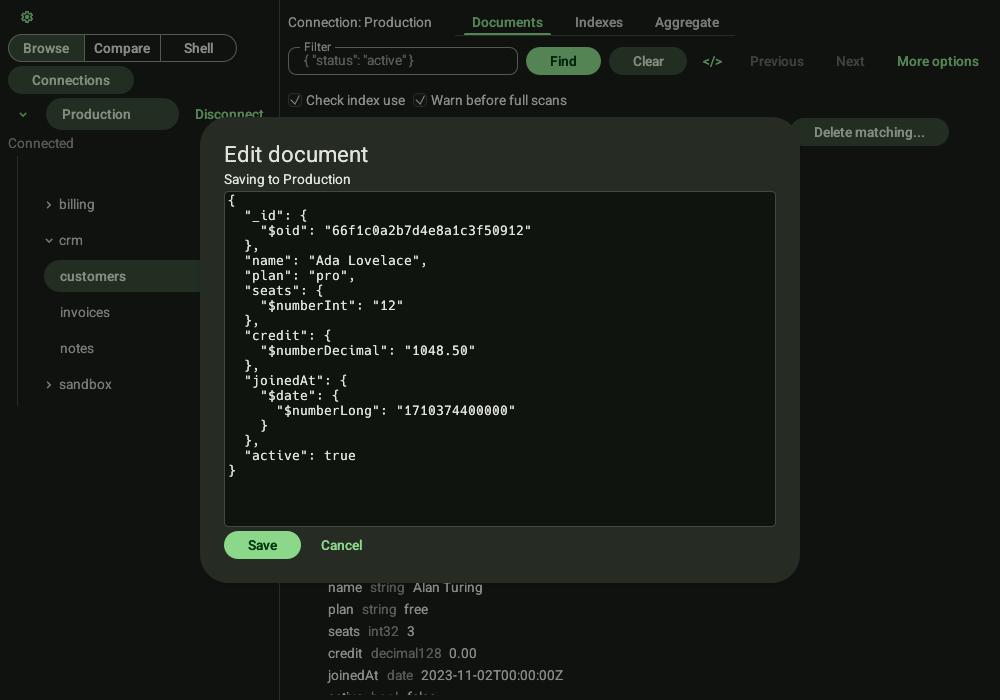 Connection: Production
Documents
Indexes
Aggregate
Browse
Compare
Shell
Filter
{ "status": "active" }
Find
Clear
</>
Previous
Next
More options
Connections
Check index use
Warn before full scans
Production
Disconnect
Connected
Delete matching...
billing
crm
customers
invoices
notes
sandbox
Edit document
Saving to Production
{
  "_id": {
    "$oid": "66f1c0a2b7d4e8a1c3f50912"
  },
  "name": "Ada Lovelace",
  "plan": "pro",
  "seats": {
    "$numberInt": "12"
  },
  "credit": {
    "$numberDecimal": "1048.50"
  },
  "joinedAt": {
    "$date": {
      "$numberLong": "1710374400000"
    }
  },
  "active": true
}
Save
Cancel
name string Alan Turing
plan string free
seats int32 3
credit decimal128 0.00
joinedAt date 2023-11-02T00:00:00Z